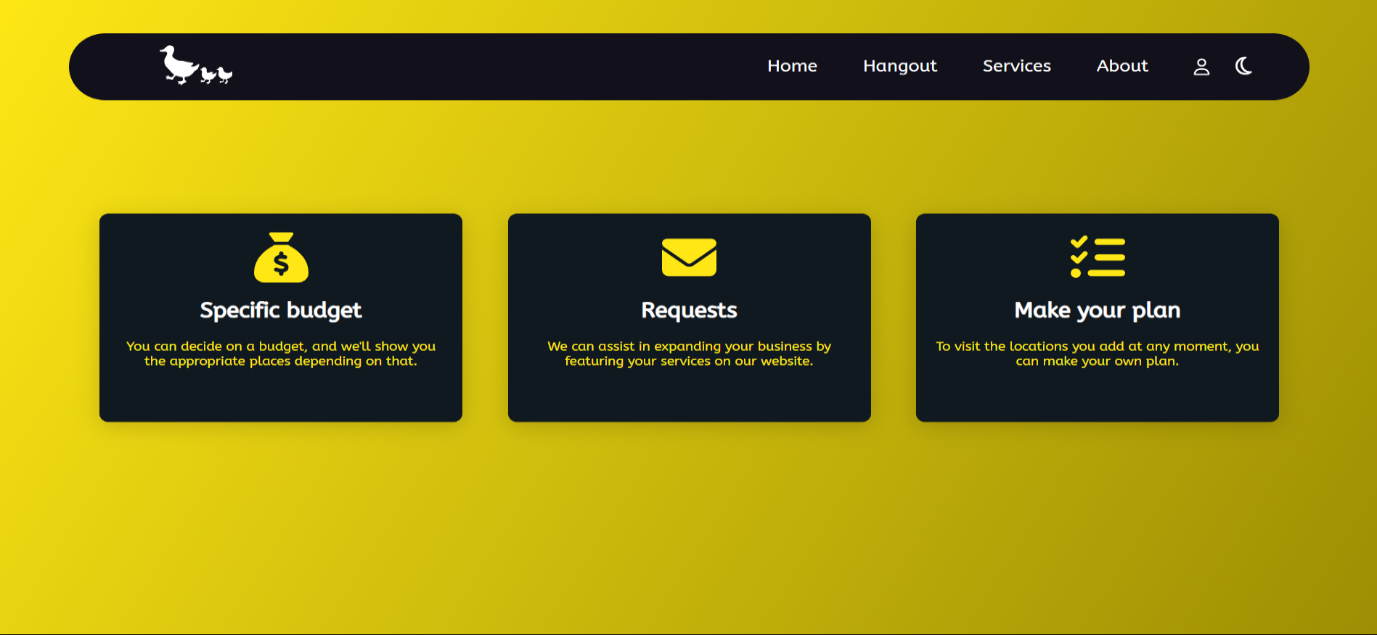 Home Hangout Services About
Specific budget
You can decide on a budget, and we'll show you
the appropriate places depending on that.
Requests
We can assist in expanding your business by
featuring your services on our website.
Make your plan
To visit the locations you add at any moment, you
can make your own plan.